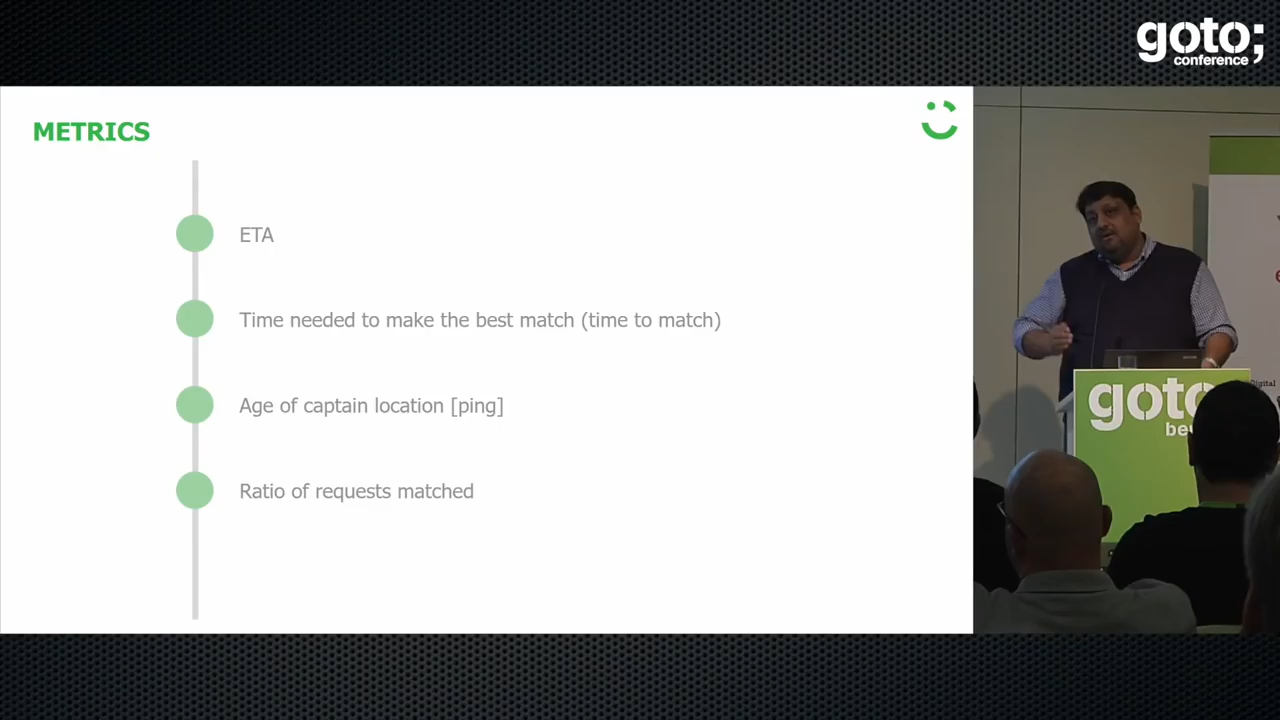 goto;
conference
METRICS
ETA
Time needed to make the best match (time to match)
Age of captain location [ping]
Ratio of requests matched
Digital
goto